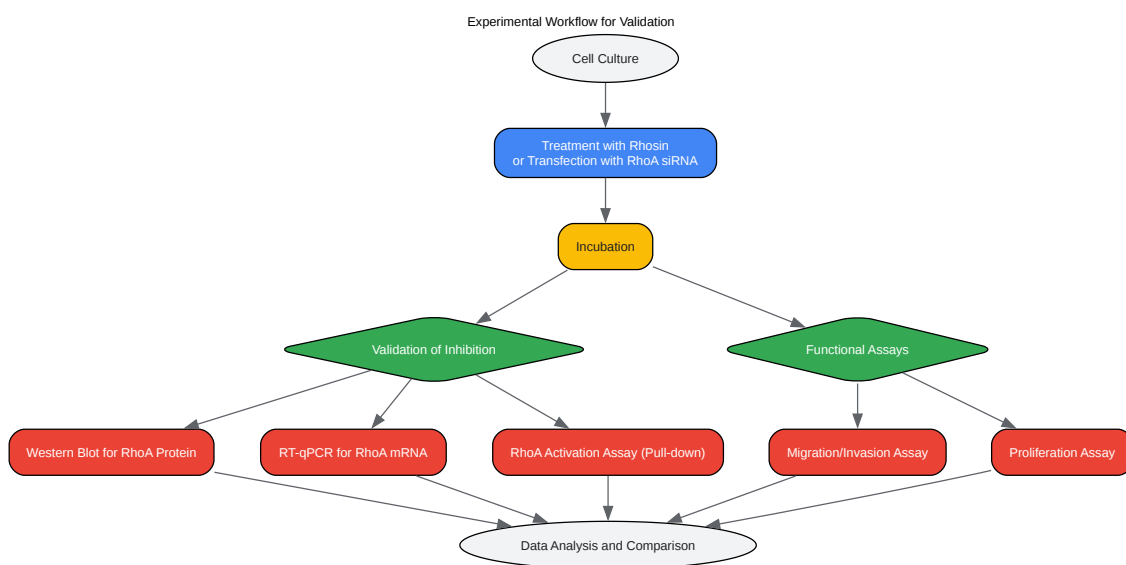 Experimental Workflow for Validation
Cell Culture
Treatment with Rhosin
or Transfection with RhoA siRNA
Incubation
Validation of Inhibition
Functional Assays
Western Blot for RhoA Protein
RT-qPCR for RhoA mRNA
RhoA Activation Assay (Pull-down)
Migration/Invasion Assay
Proliferation Assay
Data Analysis and Comparison